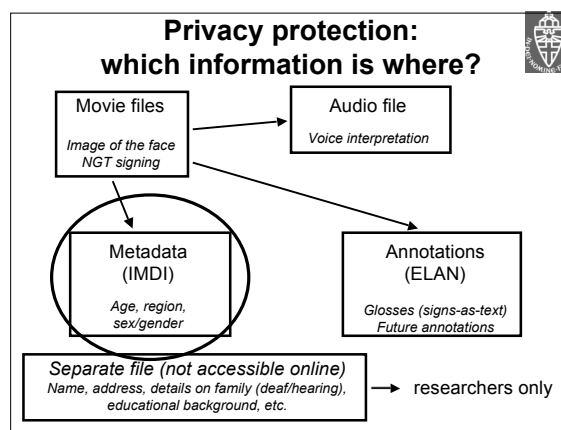 Privacy protection:
which information is where?
Movie files
Image of the face
NGT signing
Audio file
Voice interpretation
Metadata
(IMDI)
Age, region,
sex/gender
Annotations
(ELAN)
Glosses (signs-as-text)
Future annotations
Separate file (not accessible online)
Name, address, details on family (deaf/hearing),
educational background, etc.
researchers only